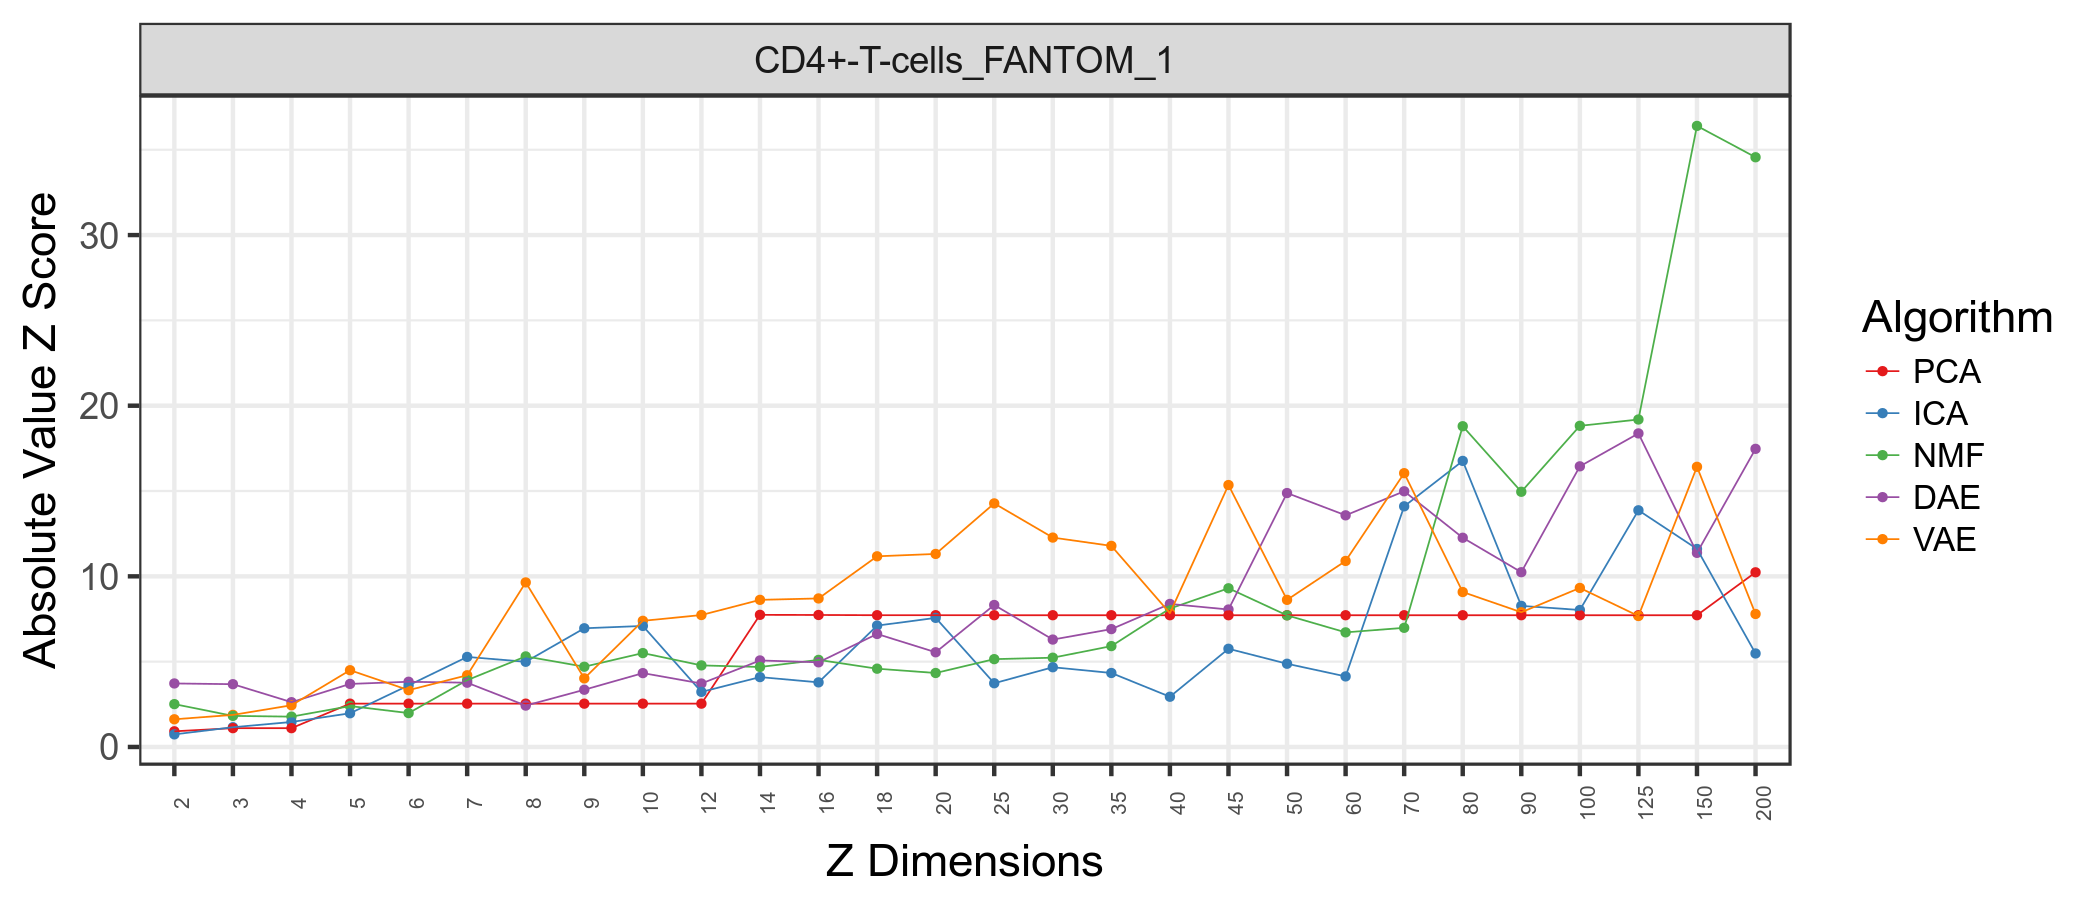 CD4+-T-cells_FANTOM_1
Absolute Value Z Score
30
20
10
0
2 3 4 5 6 7 8 9 10 12 14 16 18 20 25 30 35 40 45 50 60 70 80 90 100 125 150 200
Z Dimensions
Algorithm
PCA
ICA
NMF
DAE
VAE